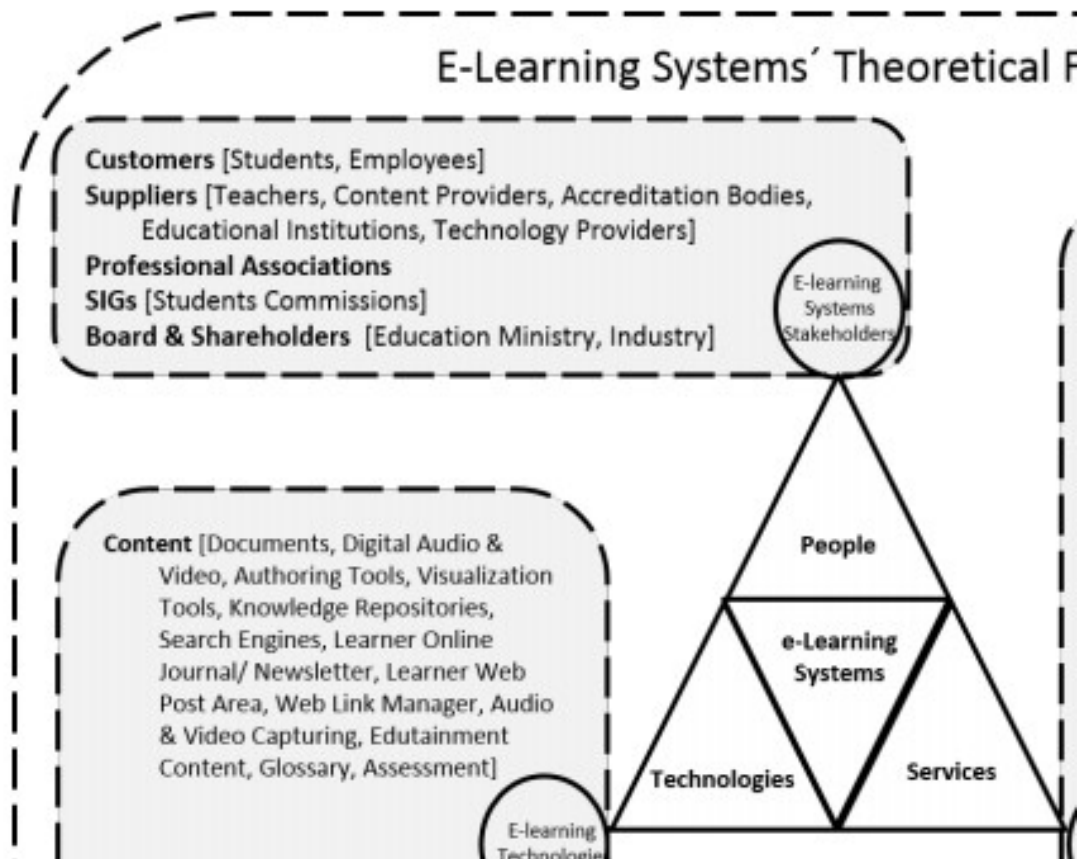 E-Learning Systems´ Theoretical
Customers [Students, Employees]
Suppliers [Teachers, Content Providers, Accreditation Bodies,
Educational Institutions, Technology Providers]
Professional Associations
SIGs [Students Commissions]
Board & Shareholders [Education Ministry, Industry]
E-learning
Systems
Stakeholders
Content [Documents, Digital Audio &
Video, Authoring Tools, Visualization
Tools, Knowledge Repositories,
Search Engines, Learner Online
Journal/ Newsletter, Learner Web
Post Area, Web Link Manager, Audio
& Video Capturing, Edutainment
Content, Glossary, Assessment]
People
e-Learning
Systems
Technologies
Services
E-learning